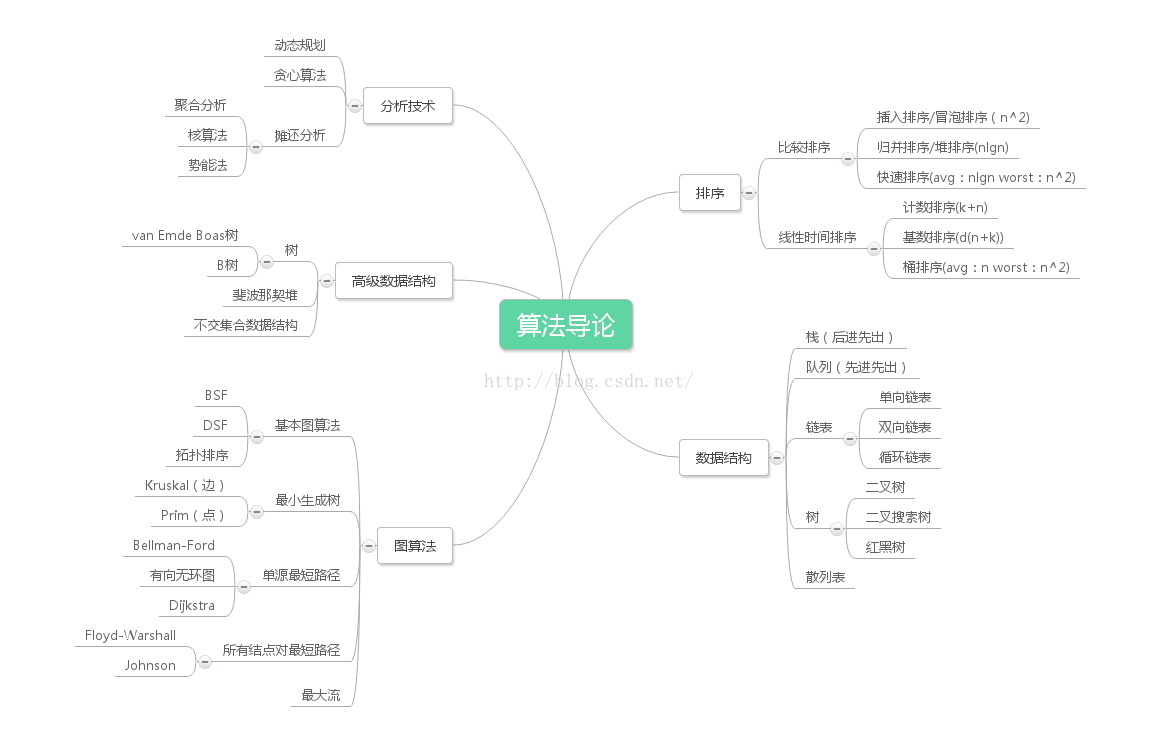 算法导论
http://blog.csdn.net/
分析技术
动态规划
贪心算法
摊还分析
聚合分析
核算法
势能法
高级数据结构
树
van Emde Boas树
B树
斐波那契堆
不交集合数据结构
图算法
基本图算法
BSF
DSF
拓扑排序
最小生成树
Kruskal（边）
Prim（点）
单源最短路径
Bellman-Ford
有向无环图
Dijkstra
所有结点对最短路径
Floyd-Warshall
Johnson
最大流
排序
比较排序
插入排序/冒泡排序（n^2)
归并排序/堆排序(nlgn)
快速排序(avg：nlgn worst：n^2)
线性时间排序
计数排序(k+n)
基数排序(d(n+k))
桶排序(avg：n worst：n^2)
数据结构
栈（后进先出）
队列（先进先出）
链表
单向链表
双向链表
循环链表
树
二叉树
二叉搜索树
红黑树
散列表